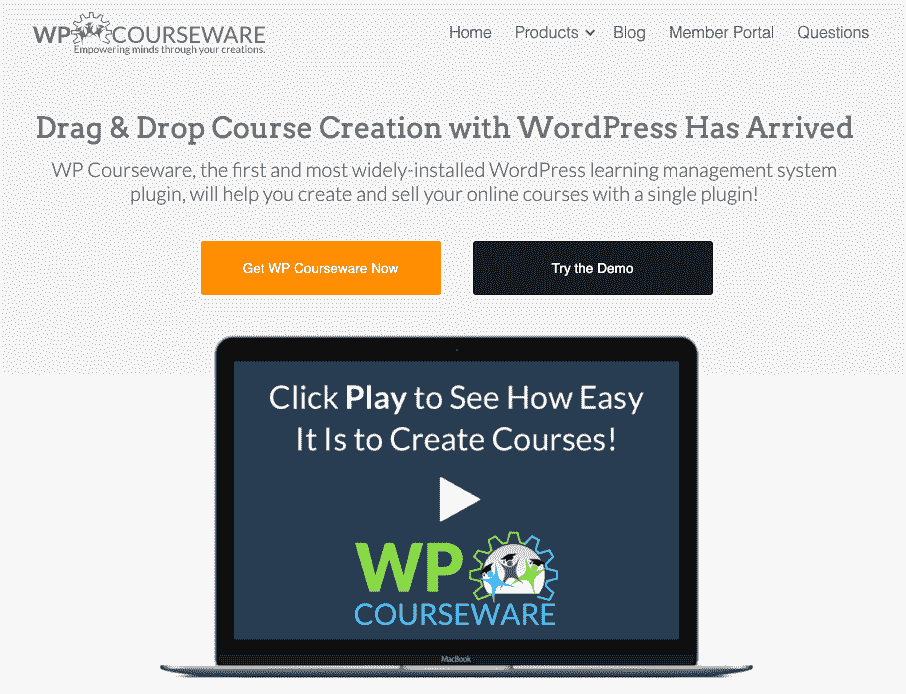 WP COURSEWARE
Empowering minds through your creations.
Home Products Blog Member Portal Questions
Drag & Drop Course Creation with WordPress Has Arrived
WP Courseware, the first and most widely-installed WordPress learning management system
plugin, will help you create and sell your online courses with a single plugin!
Get WP Courseware Now Try the Demo
Click Play to See How Easy
It Is to Create Courses!
WP
COURSEWARE
MacBook